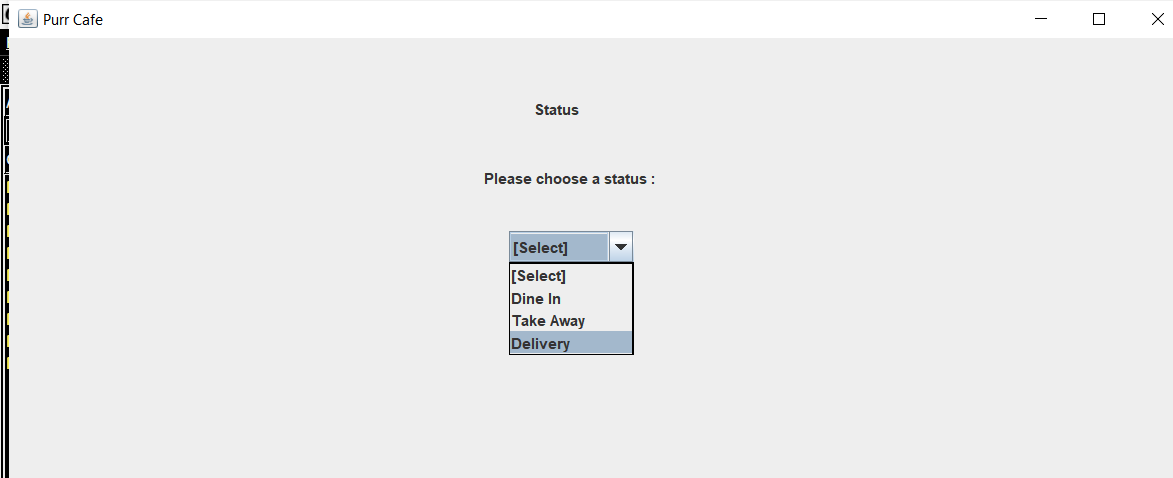 Purr Cafe
Status
Please choose a status :
[Select]
[Select]
Dine In
Take Away
Delivery